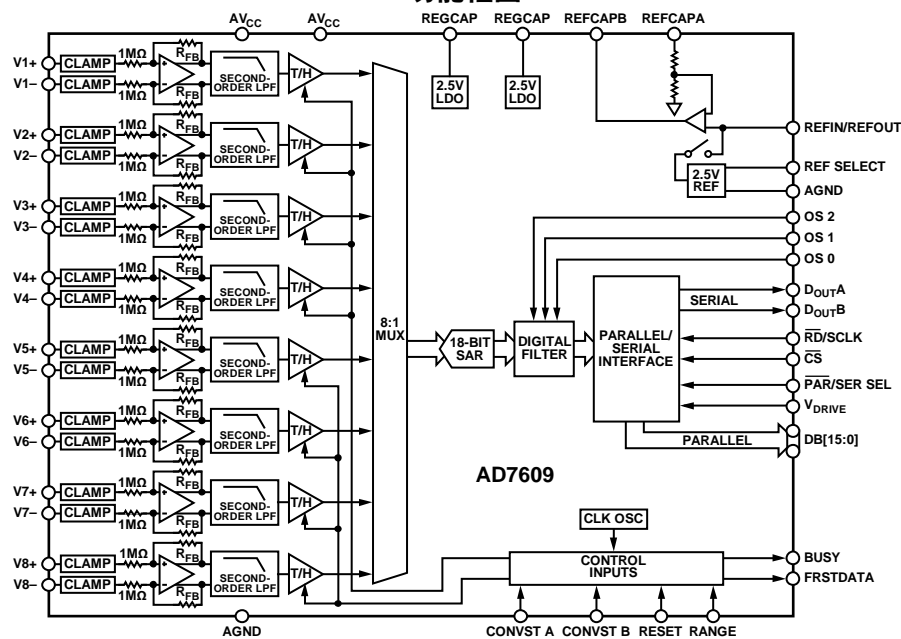 功能框图
AVCC
AVCC
REGCAP
REGCAP
REFCAPB
REFCAPA
V1+
CLAMP
1MΩ
RFB
V1–
CLAMP
1MΩ
RFB
SECOND-
ORDER LPF
T/H
V2+
CLAMP
1MΩ
RFB
V2–
CLAMP
1MΩ
RFB
SECOND-
ORDER LPF
T/H
V3+
CLAMP
1MΩ
RFB
V3–
CLAMP
1MΩ
RFB
SECOND-
ORDER LPF
T/H
V4+
CLAMP
1MΩ
RFB
V4–
CLAMP
1MΩ
RFB
SECOND-
ORDER LPF
T/H
V5+
CLAMP
1MΩ
RFB
V5–
CLAMP
1MΩ
RFB
SECOND-
ORDER LPF
T/H
V6+
CLAMP
1MΩ
RFB
V6–
CLAMP
1MΩ
RFB
SECOND-
ORDER LPF
T/H
V7+
CLAMP
1MΩ
RFB
V7–
CLAMP
1MΩ
RFB
SECOND-
ORDER LPF
T/H
V8+
CLAMP
1MΩ
RFB
V8–
CLAMP
1MΩ
RFB
SECOND-
ORDER LPF
T/H
8:1
MUX
2.5V
LDO
2.5V
LDO
REFIN/REFOUT
2.5V
REF
REF SELECT
AGND
OS 2
OS 1
OS 0
18-BIT
SAR
DIGITAL
FILTER
PARALLEL/
SERIAL
INTERFACE
SERIAL
DOUTA
DOUTB
RD/SCLK
CS
PAR/SER SEL
VDRIVE
PARALLEL
DB[15:0]
AD7609
CLK OSC
CONTROL
INPUTS
BUSY
FRSTDATA
AGND
CONVST A
CONVST B
RESET
RANGE